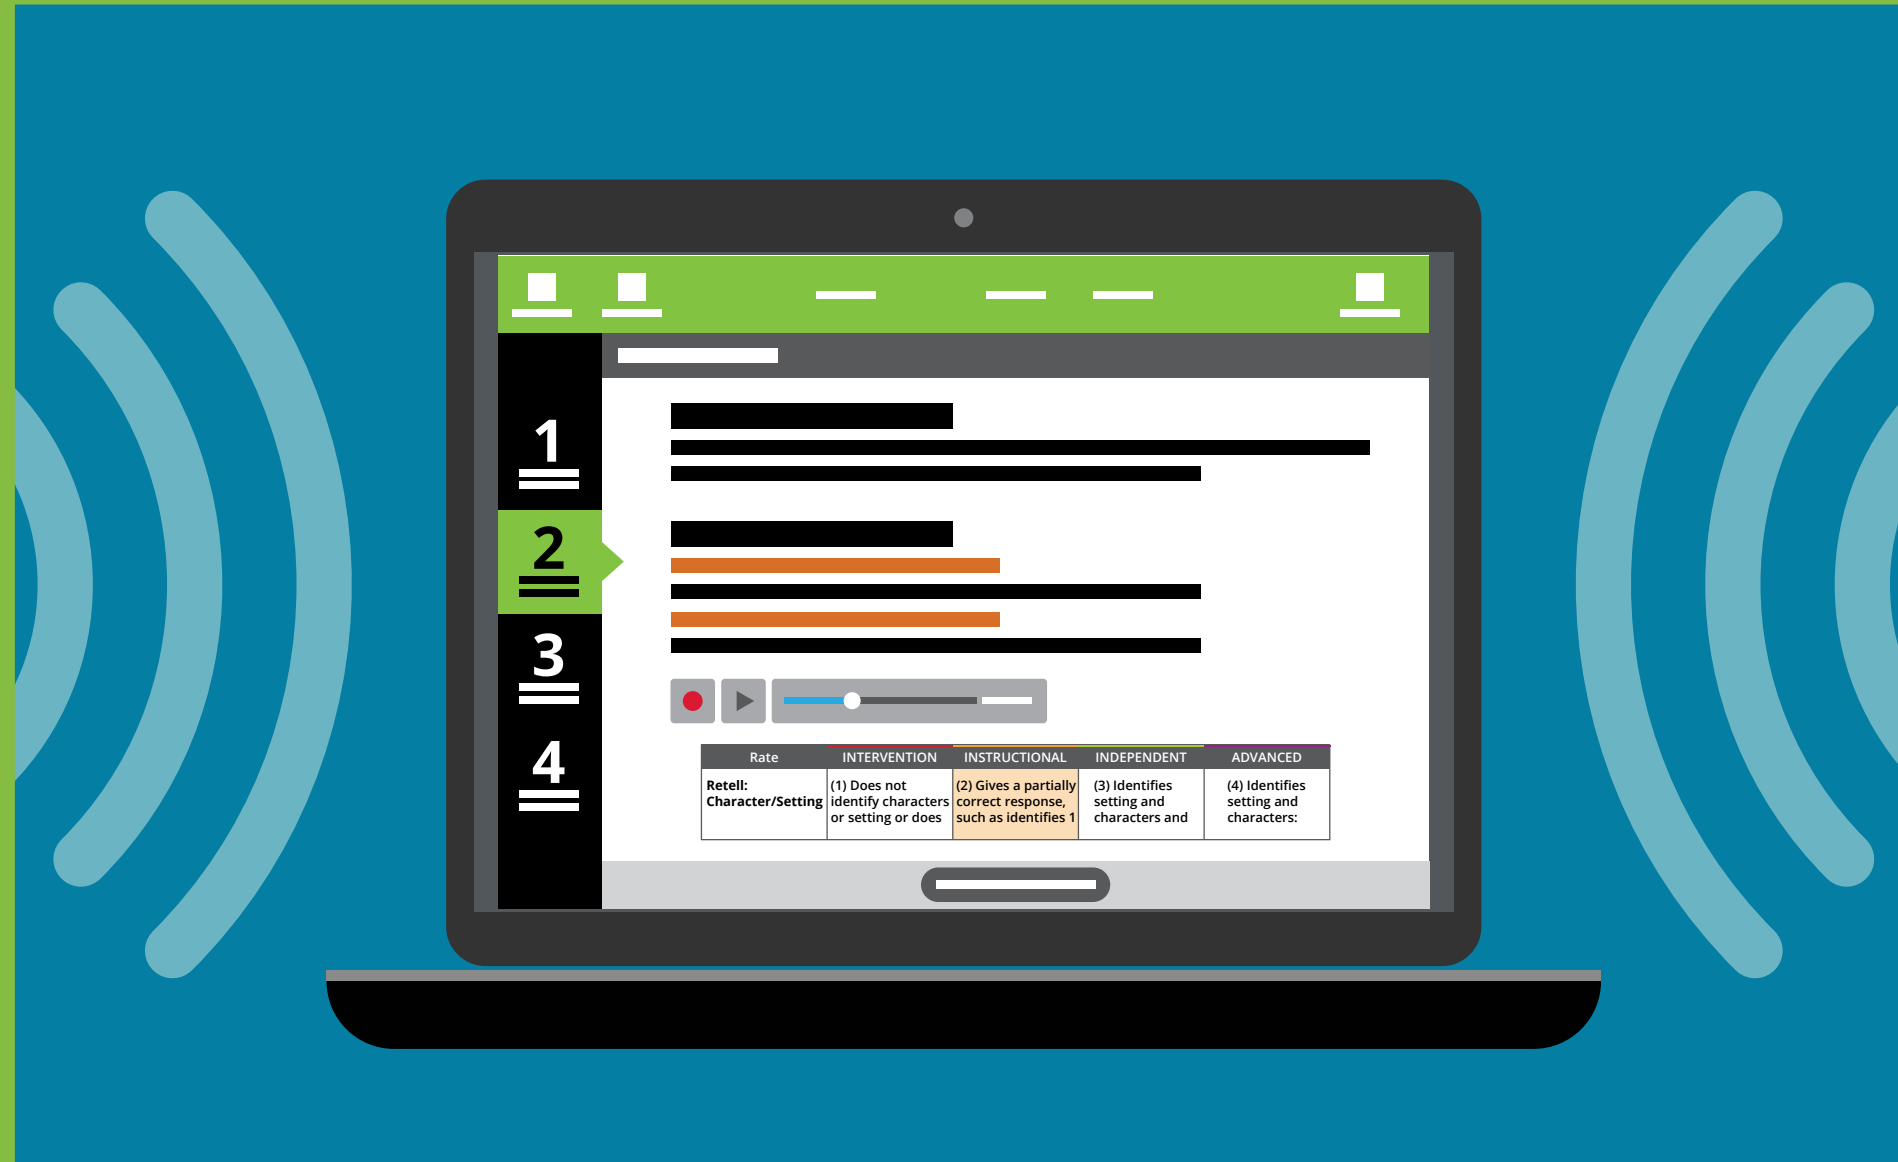 1
2
3
4
Rate INTERVENTION INSTRUCTIONAL INDEPENDENT ADVANCED
Retell:
Character/Setting
(1) Does not
identify characters
or setting or does
(2) Gives a partially
correct response,
such as identifies 1
(3) Identifies
setting and
characters and
(4) Identifies
setting and
characters: